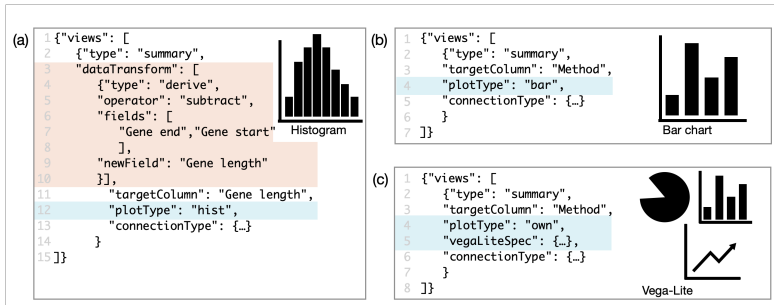 (a)
1 {"views": [
2 {"type": "summary",
3 "dataTransform": [
4 {"type": "derive",
5 "operator": "subtract",
6 "fields": [
7 "Gene end","Gene start"
8 ],
9 "newField": "Gene length"
10 }],
11 "targetColumn": "Gene length",
12 "plotType": "hist",
13 "connectionType": {…}
14 }
15 ]}
Histogram
(b)
1 {"views": [
2 {"type": "summary",
3 "targetColumn": "Method",
4 "plotType": "bar",
5 "connectionType": {…}
6 }
7 ]}
Bar chart
(c)
1 {"views": [
2 {"type": "summary",
3 "targetColumn": "Method",
4 "plotType": "own",
5 "vegaLiteSpec": {…},
6 "connectionType": {…}
7 }
8 ]}
Vega-Lite